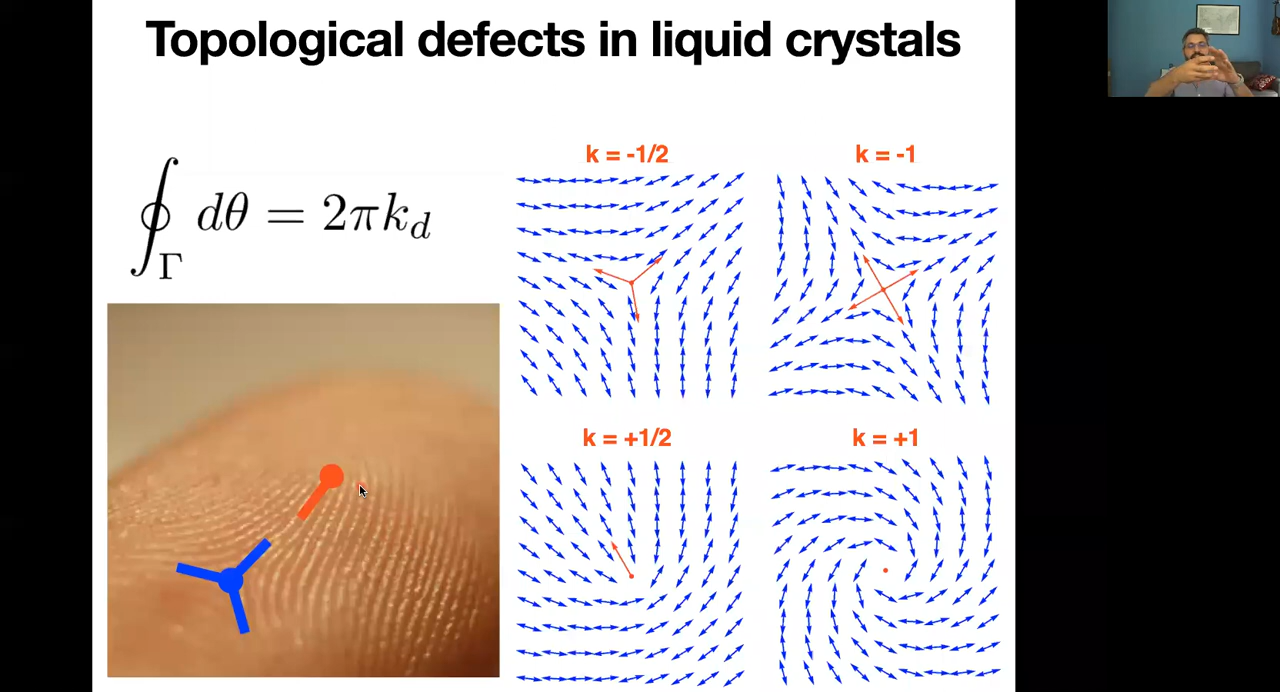 Topological defects in liquid crystals
∮_Γ dθ = 2πk_d
k = -1/2
k = -1
k = +1/2
k = +1